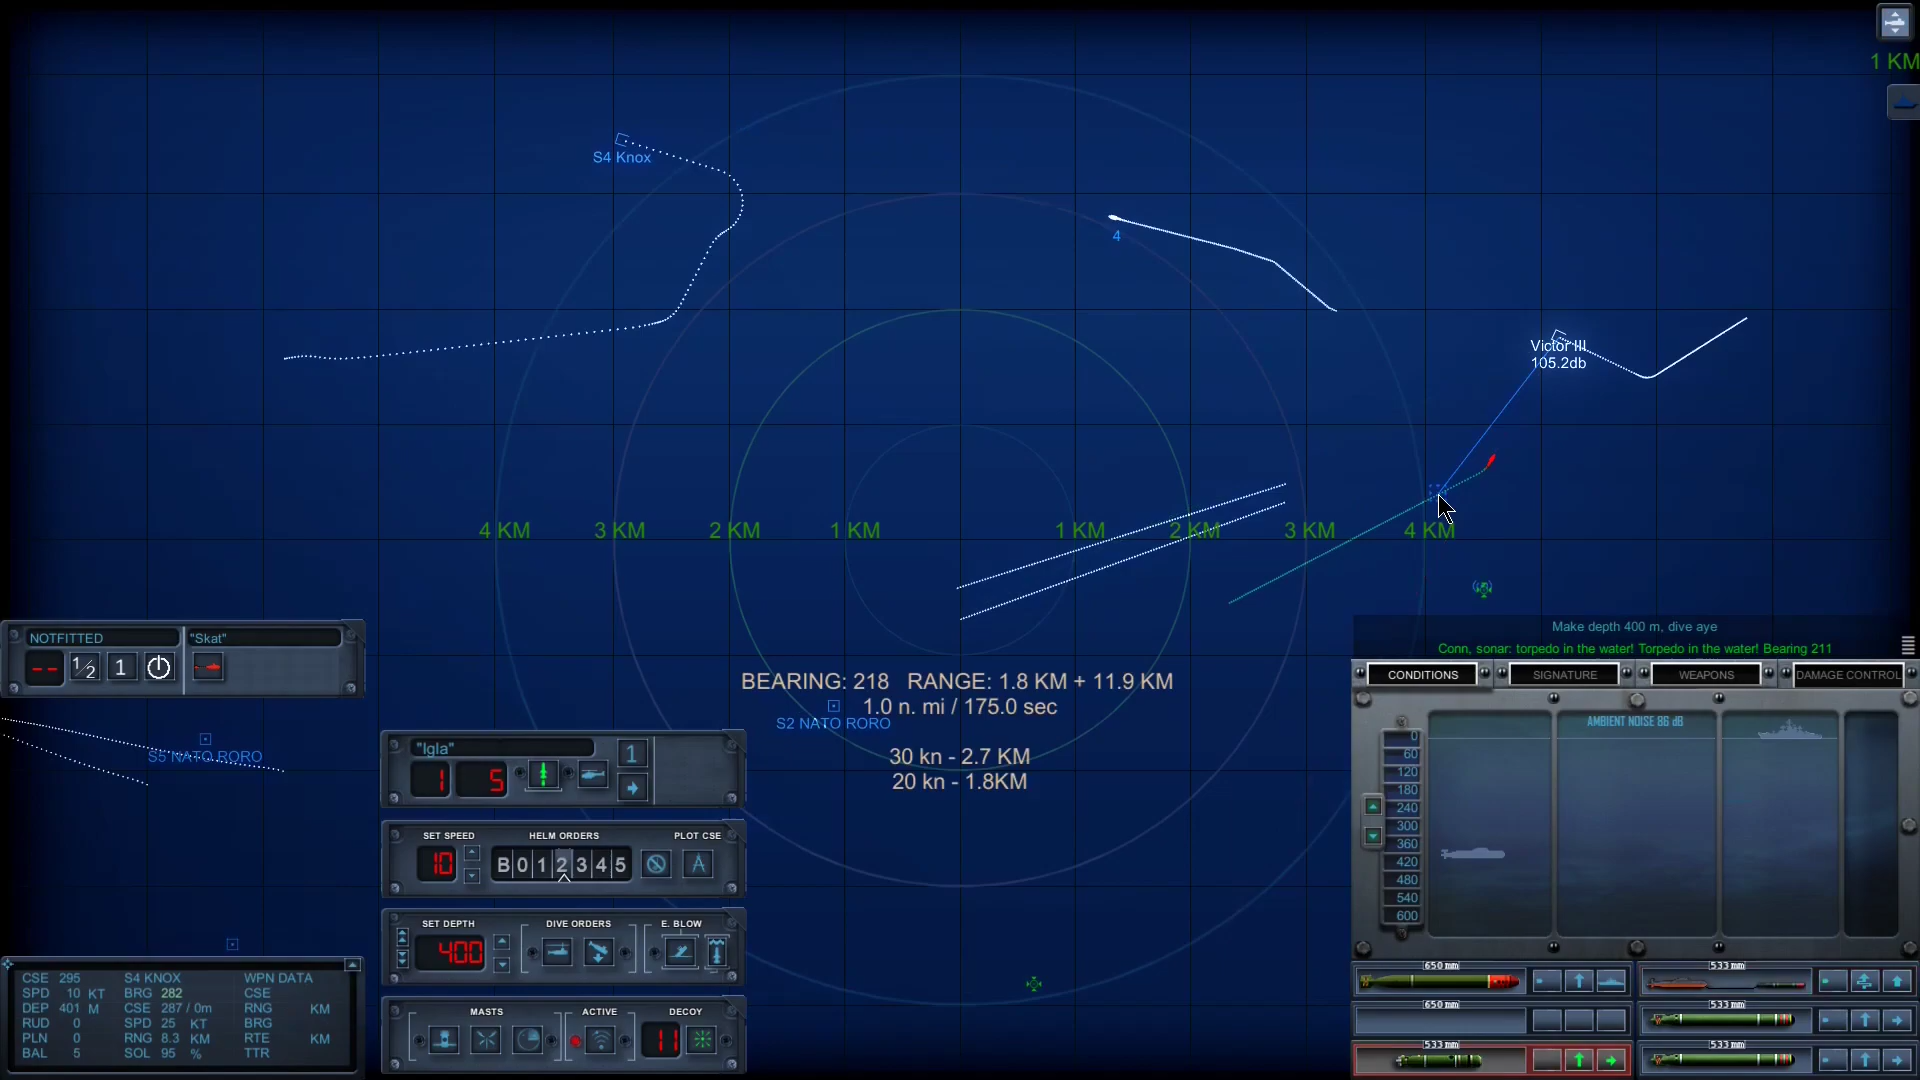 1 KM
S4 Knox
4
Victor III
105.2db
4 KM 3 KM 2 KM 1 KM 1 KM 2 KM 3 KM 4 KM
Make depth 400 m, dive aye
Conn, sonar: torpedo in the water! Torpedo in the water! Bearing 211
NOTFITTED "Skat"
-- 1/2 1
BEARING: 218 RANGE: 1.8 KM + 11.9 KM
1.0 n. mi / 175.0 sec
S2 NATO RORO
30 kn - 2.7 KM
20 kn - 1.8KM
S5 NATO RORO
"Igla"
1 5 1
SET SPEED HELM ORDERS PLOT CSE
10 B 0 1 2 3 4 5
SET DEPTH DIVE ORDERS E. BLOW
400
MASTS ACTIVE DECOY
11
CSE 295 S4 KNOX WPN DATA
SPD 10 KT BRG 282 CSE
DEP 401 M CSE 287 / 0m RNG KM
RUD 0 SPD 25 KT BRG
PLN 0 RNG 8.3 KM RTE KM
BAL 5 SOL 95 % TTR
CONDITIONS SIGNATURE WEAPONS DAMAGE CONTROL
AMBIENT NOISE 86 dB
0
60
120
180
240
300
360
420
480
540
600
650 mm 533 mm
650 mm 533 mm
533 mm 533 mm